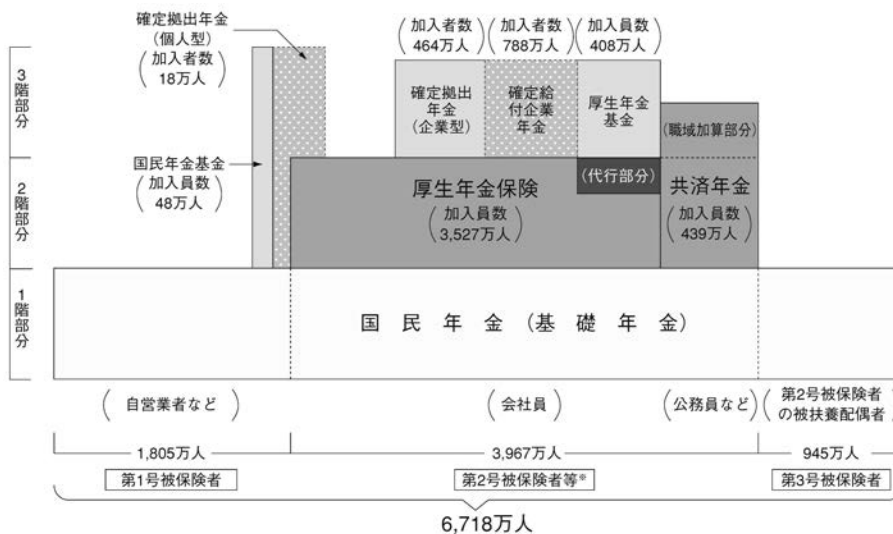 確定拠出年金
(個人型)
(加入者数
18万人)
(加入者数
464万人)
(加入者数
788万人)
(加入員数
408万人)
3階部分
確定拠出
年金
(企業型)
確定給
付企業
年金
厚生年金
基金
(職域加算部分)
国民年金基金
(加入員数
48万人)
2階部分
厚生年金保険
(加入員数
3,527万人)
(代行部分)
共済年金
(加入員数
439万人)
1階部分
国民年金(基礎年金)
(自営業者など)
(会社員)
(公務員など)
(第2号被保険者
の被扶養配偶者)
1,805万人
3,967万人
945万人
第1号被保険者
第2号被保険者等※
第3号被保険者
6,718万人